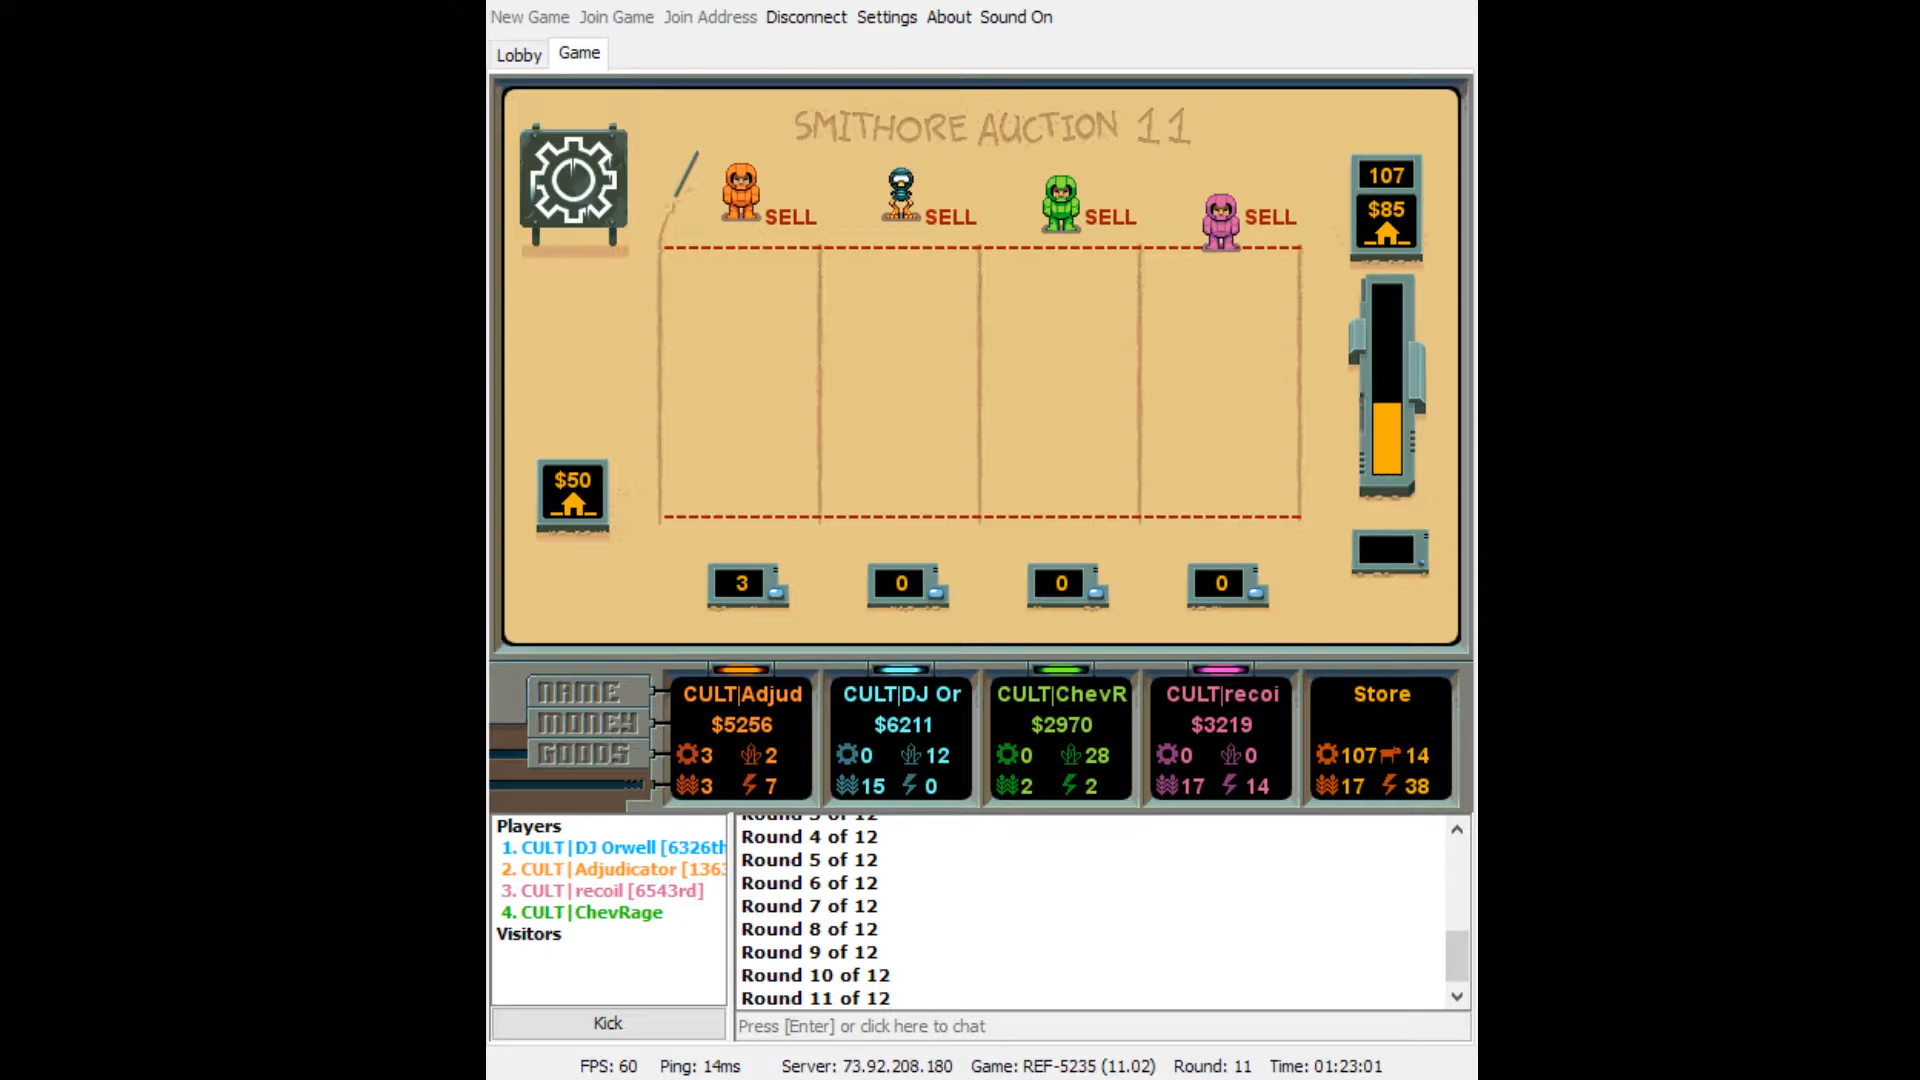 New Game Join Game Join Address Disconnect Settings About Sound On
Lobby Game
SMITHORE AUCTION 11
SELL SELL SELL SELL
107
$85
$50
3 0 0 0
NAME CULT|Adjud CULT|DJ Or CULT|ChevR CULT|recoi Store
MONEY $5256 $6211 $2970 $3219
GOODS 3 2 0 12 0 28 0 0 107 14
3 7 15 0 2 2 17 14 17 38
Players
1. CULT|DJ Orwell [6326th
2. CULT|Adjudicator [1363
3. CULT|recoil [6543rd]
4. CULT|ChevRage
Visitors
Kick
Round 4 of 12
Round 5 of 12
Round 6 of 12
Round 7 of 12
Round 8 of 12
Round 9 of 12
Round 10 of 12
Round 11 of 12
Press [Enter] or click here to chat
FPS: 60 Ping: 14ms Server: 73.92.208.180 Game: REF-5235 (11.02) Round: 11 Time: 01:23:01